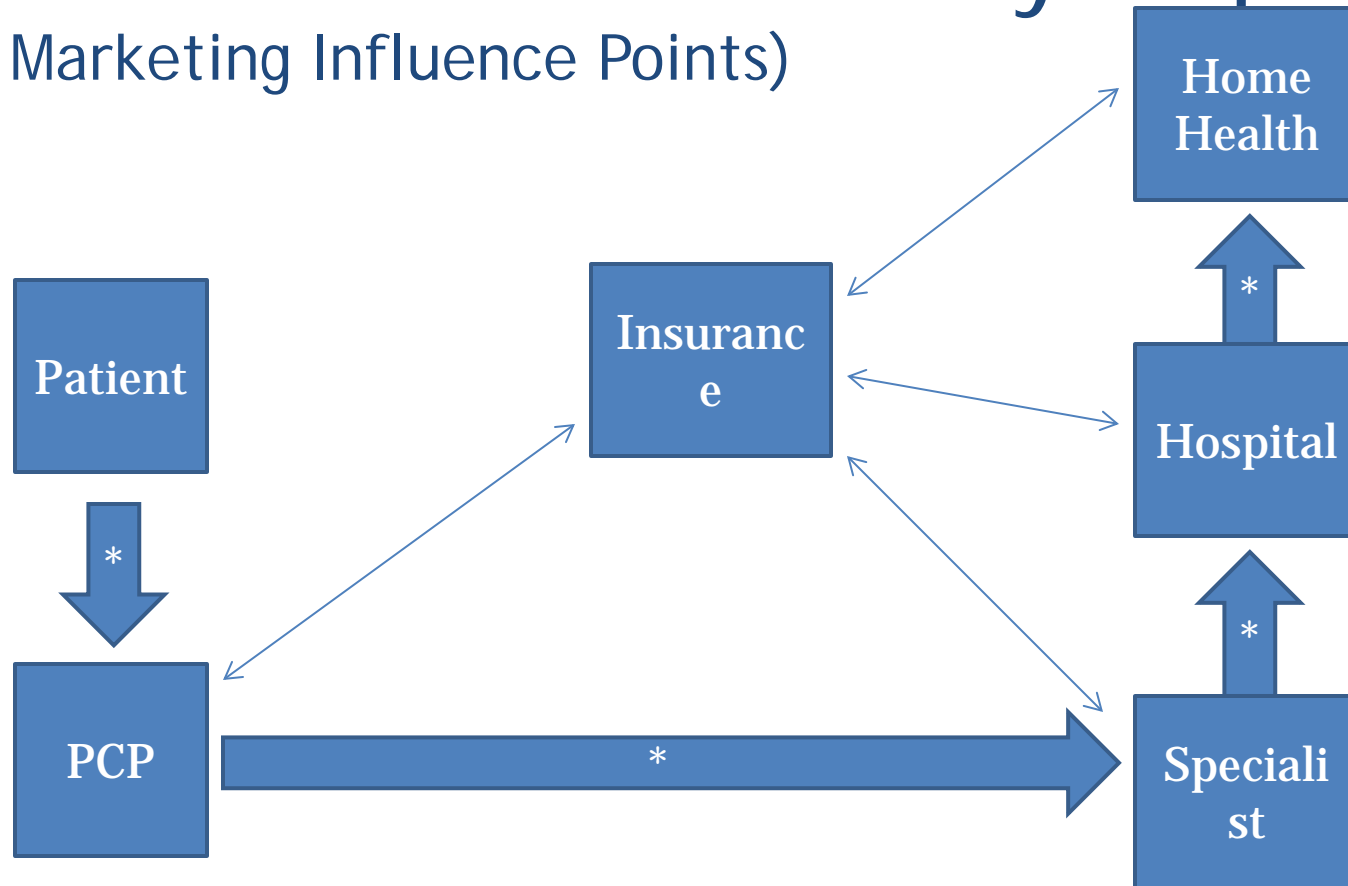 Marketing Influence Points)
Home
Health
*
Patient
Insuranc
e
Hospital
*
*
PCP
*
Speciali
st